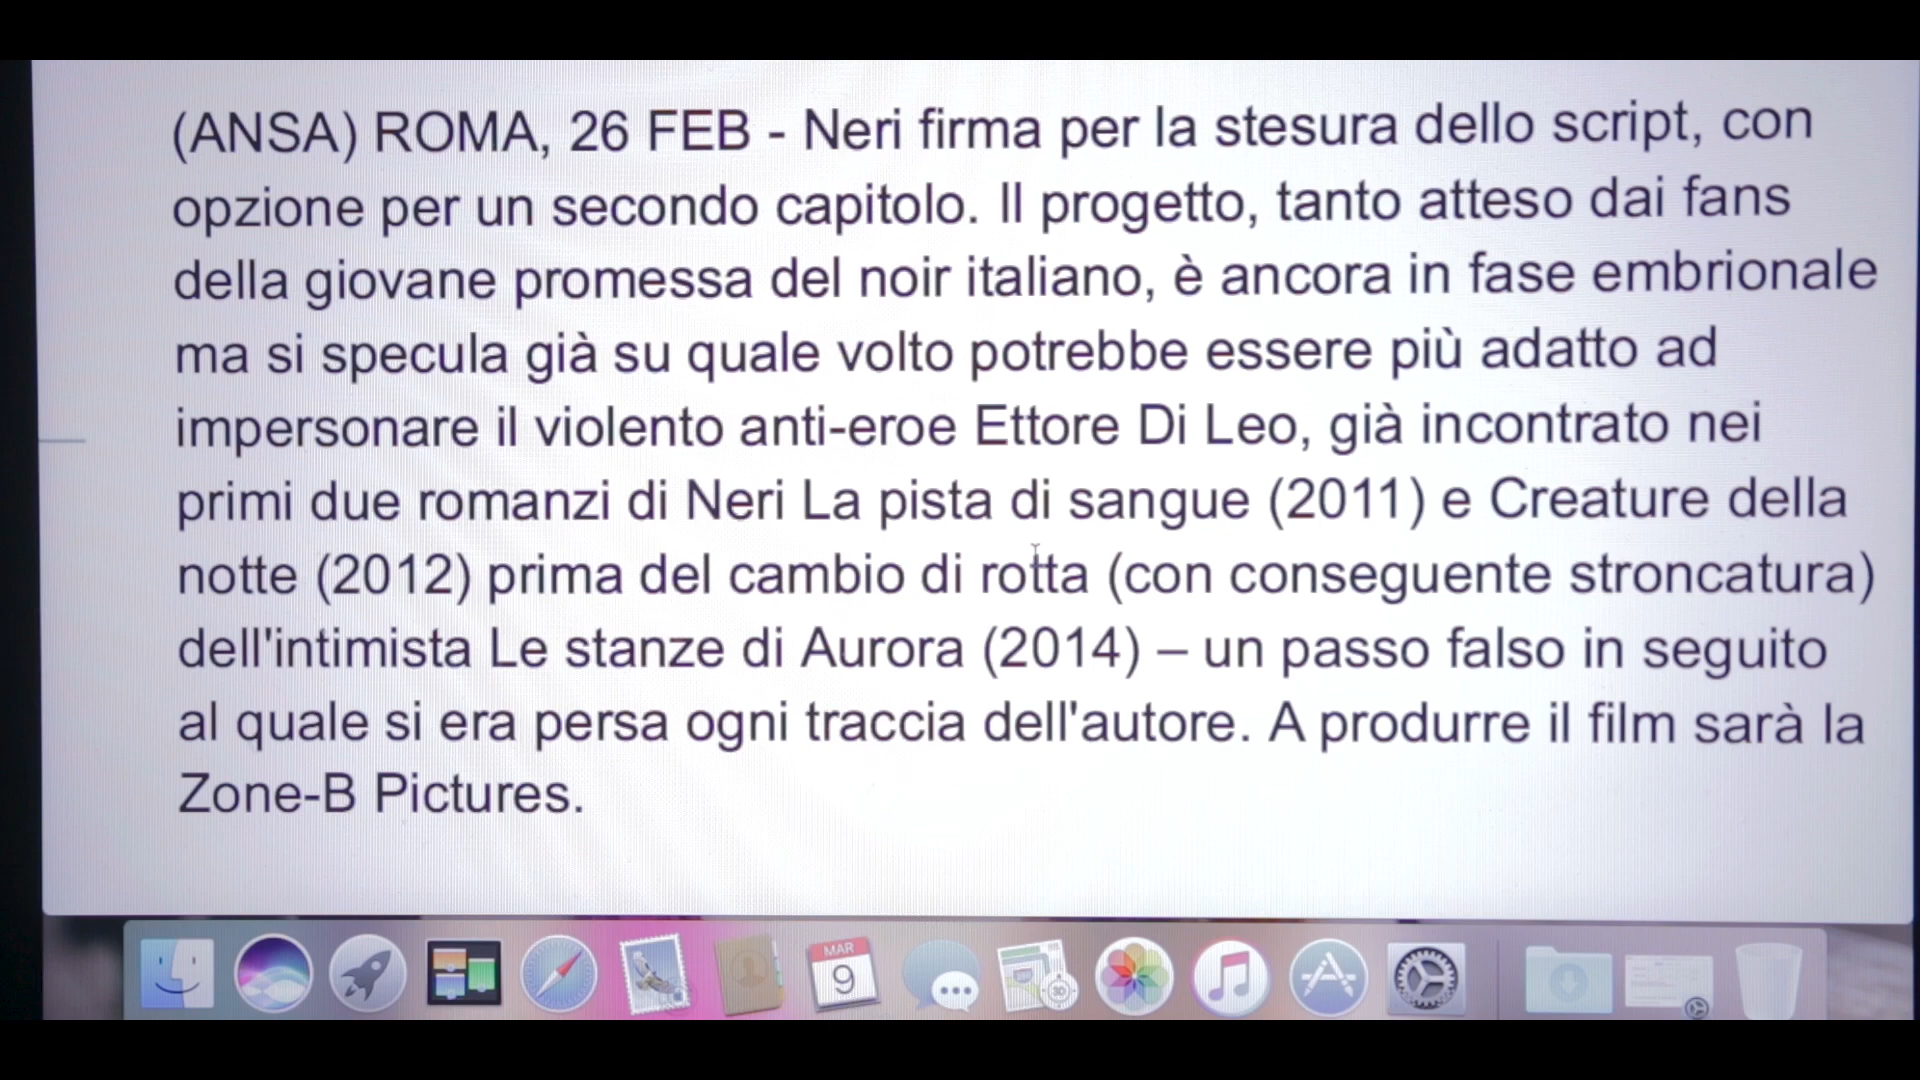 (ANSA) ROMA, 26 FEB - Neri firma per la stesura dello script, con
opzione per un secondo capitolo. Il progetto, tanto atteso dai fans
della giovane promessa del noir italiano, è ancora in fase embrionale
ma si specula già su quale volto potrebbe essere più adatto ad
impersonare il violento anti-eroe Ettore Di Leo, già incontrato nei
primi due romanzi di Neri La pista di sangue (2011) e Creature della
notte (2012) prima del cambio di rotta (con conseguente stroncatura)
dell'intimista Le stanze di Aurora (2014) – un passo falso in seguito
al quale si era persa ogni traccia dell'autore. A produrre il film sarà la
Zone-B Pictures.
MAR
9